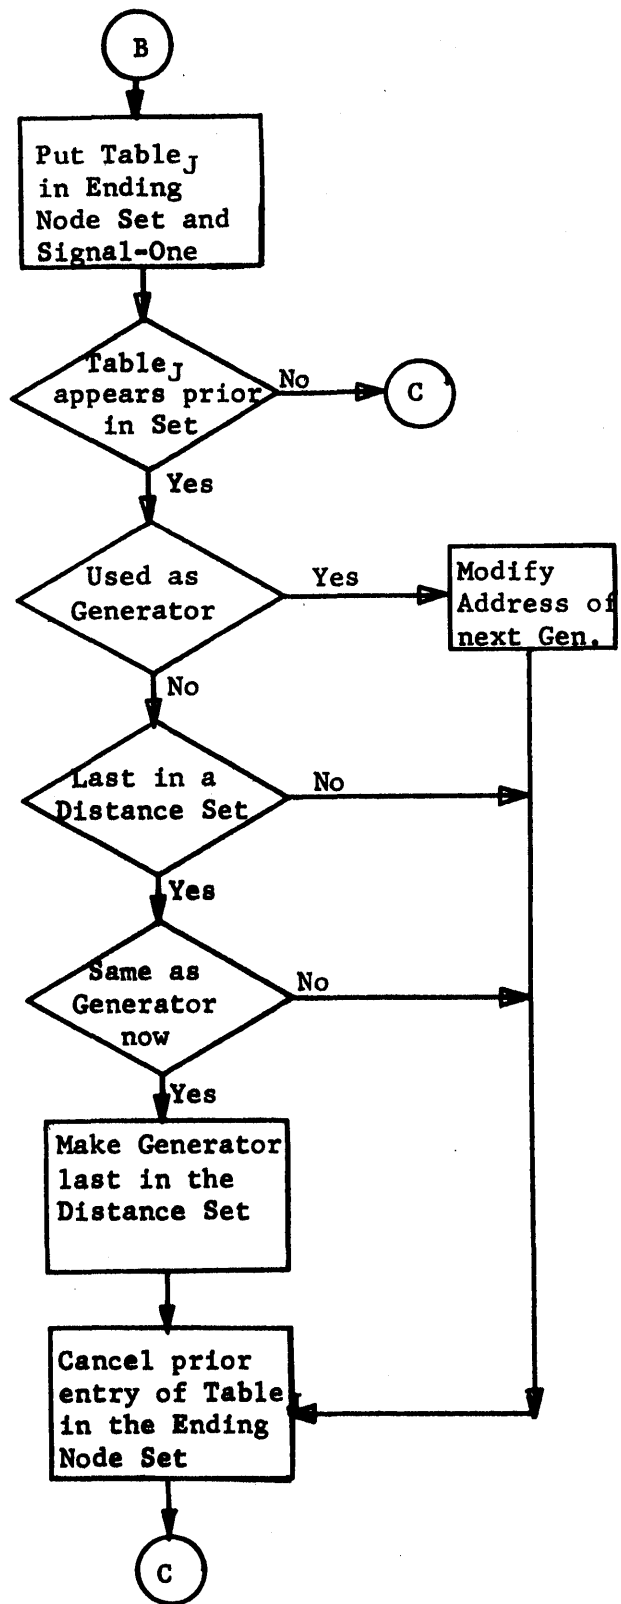 B
Put TableJ
in Ending
Node Set and
Signal-One
TableJ
appears prior
in Set
No
C
Yes
Used as
Generator
Yes
Modify
Address of
next Gen.
No
Last in a
Distance Set
No
Yes
Same as
Generator
now
No
Yes
Make Generator
last in the
Distance Set
Cancel prior
entry of Table
in the Ending
Node Set
C